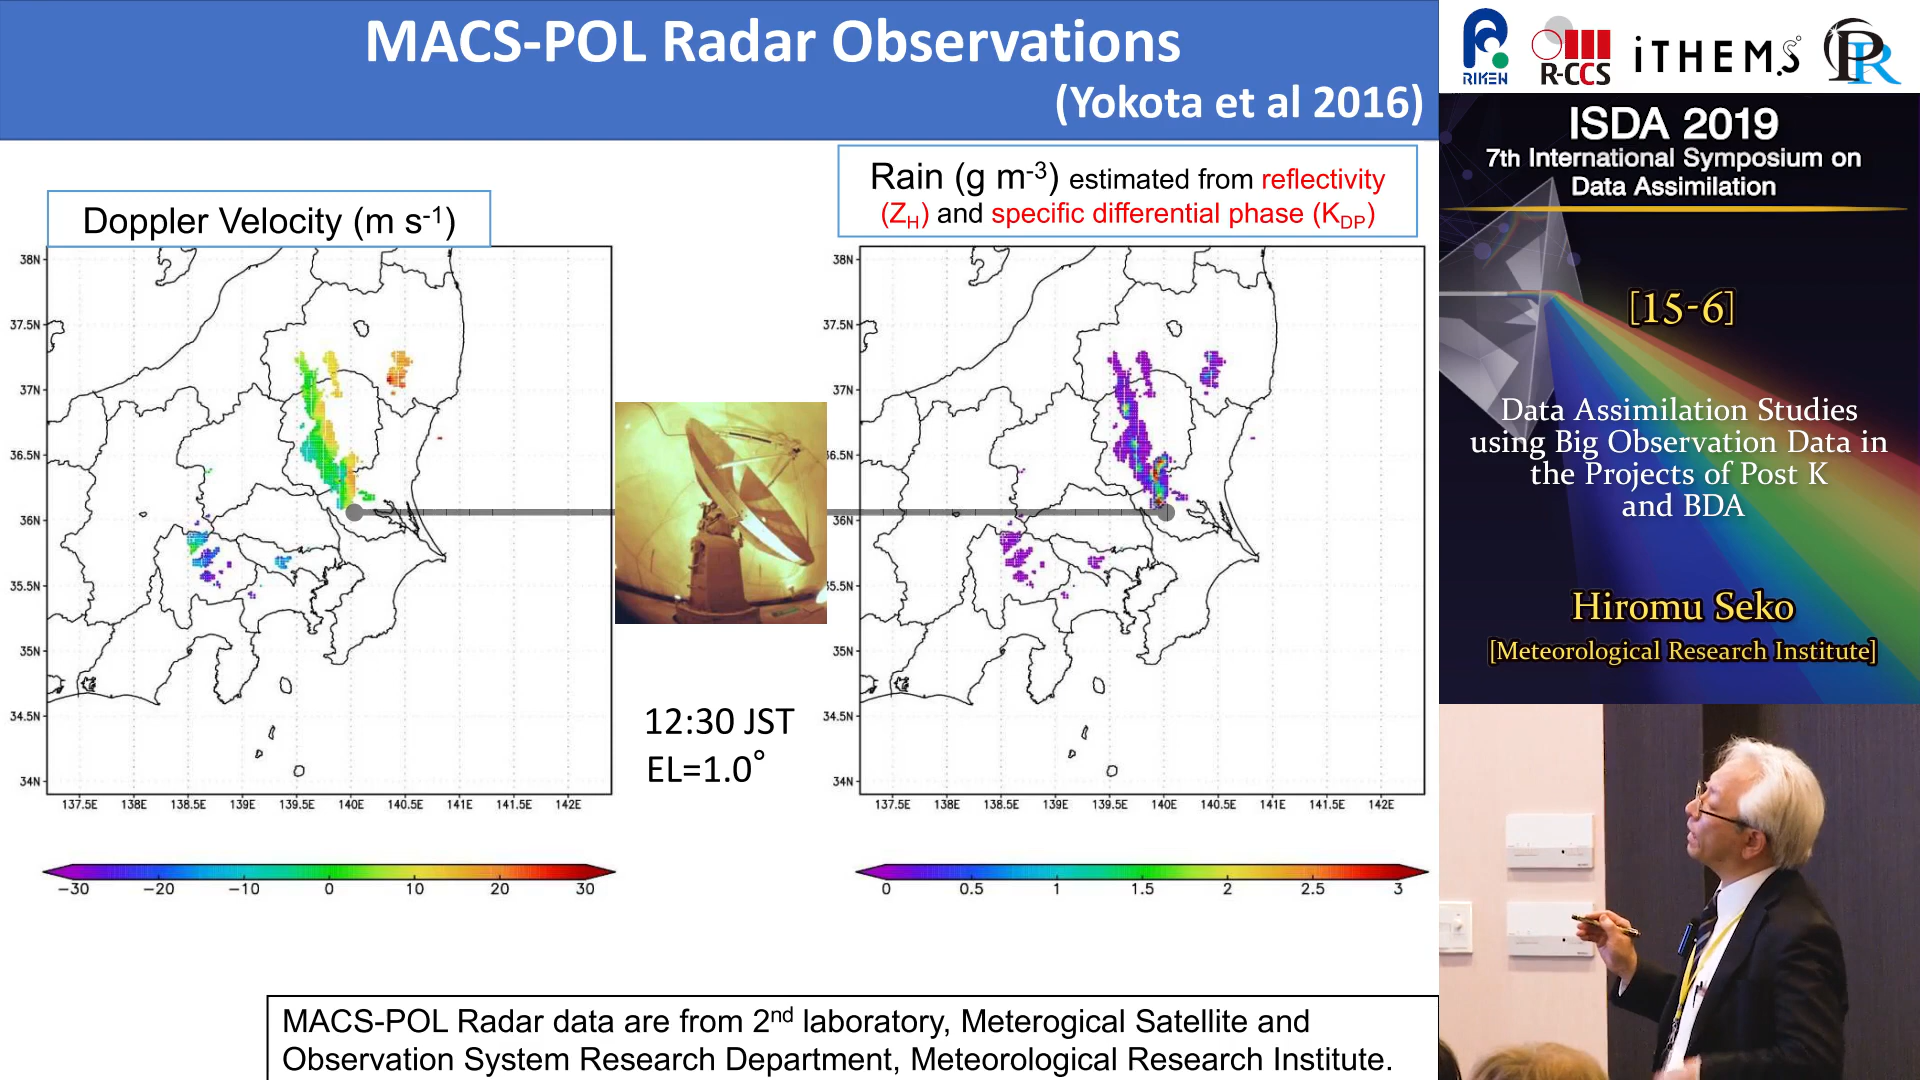 MACS-POL Radar Observations
(Yokota et al 2016)
Doppler Velocity (m s-1)
Rain (g m-3) estimated from reflectivity
(ZH) and specific differential phase (KDP)
38N
37.5N
37N
36.5N
36N
35.5N
35N
34.5N
34N
137.5E 138E 138.5E 139E 139.5E 140E 140.5E 141E 141.5E 142E
−30 −20 −10 0 10 20 30
12:30 JST
EL=1.0°
38N
37.5N
37N
36.5N
36N
35.5N
35N
34.5N
34N
137.5E 138E 138.5E 139E 139.5E 140E 140.5E 141E 141.5E 142E
0 0.5 1 1.5 2 2.5 3
MACS-POL Radar data are from 2nd laboratory, Meterogical Satellite and
Observation System Research Department, Meteorological Research Institute.
RIKEN
R-CCS
iTHEMS
PR
ISDA 2019
7th International Symposium on
Data Assimilation
[15-6]
Data Assimilation Studies
using Big Observation Data in
the Projects of Post K
and BDA
Hiromu Seko
[Meteorological Research Institute]